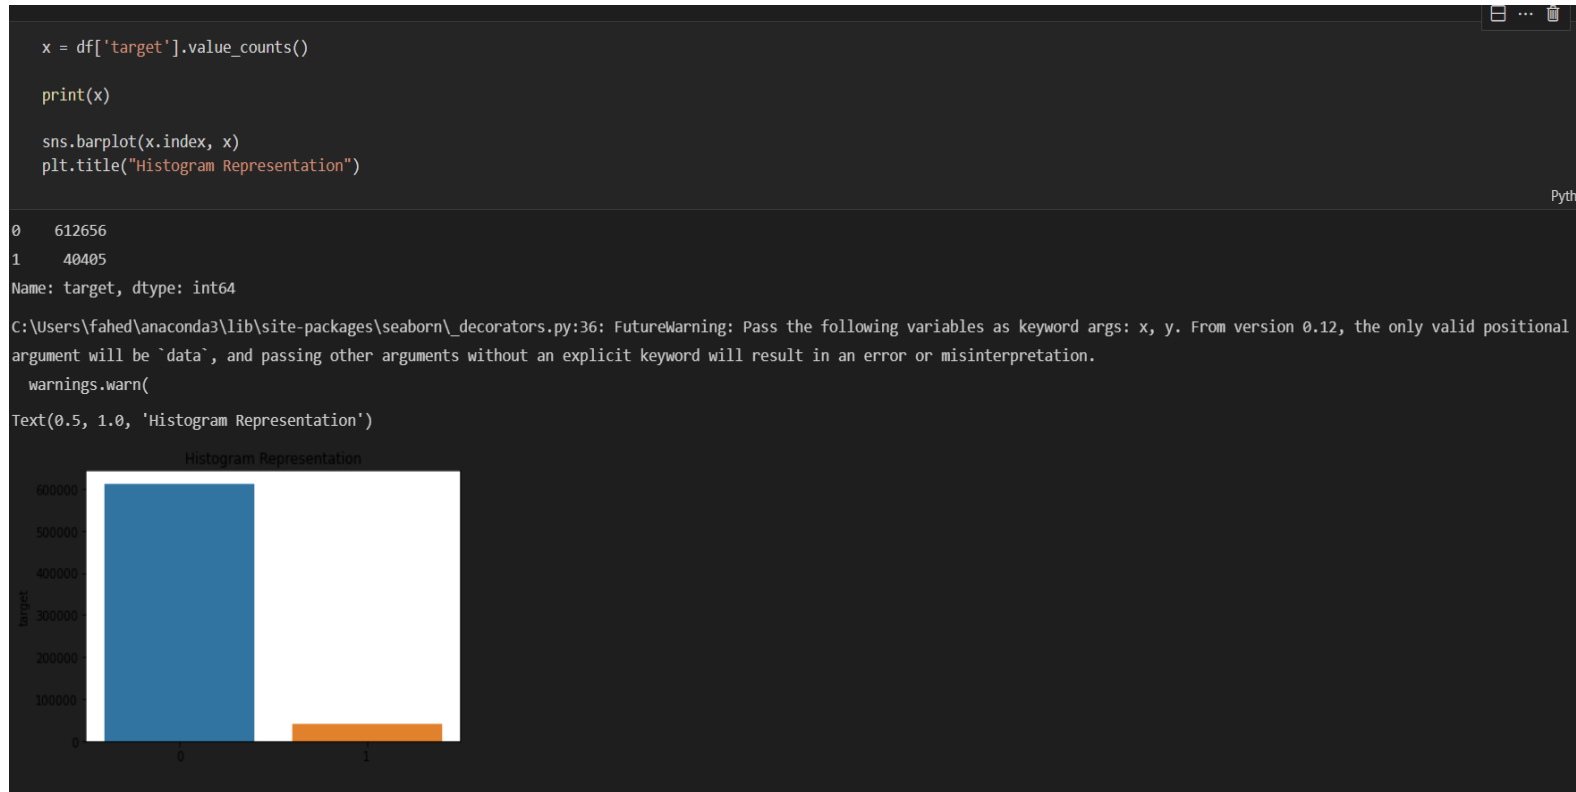 x = df['target'].value_counts()
print(x)
sns.barplot(x.index, x)
plt.title("Histogram Representation")
Pyth
0    612656
1     40405
Name: target, dtype: int64
C:\Users\fahed\anaconda3\lib\site-packages\seaborn\_decorators.py:36: FutureWarning: Pass the following variables as keyword args: x, y. From version 0.12, the only valid positional
argument will be `data`, and passing other arguments without an explicit keyword will result in an error or misinterpretation.
  warnings.warn(
Text(0.5, 1.0, 'Histogram Representation')
Histogram Representation
600000
500000
400000
300000
200000
100000
0
target
0 1